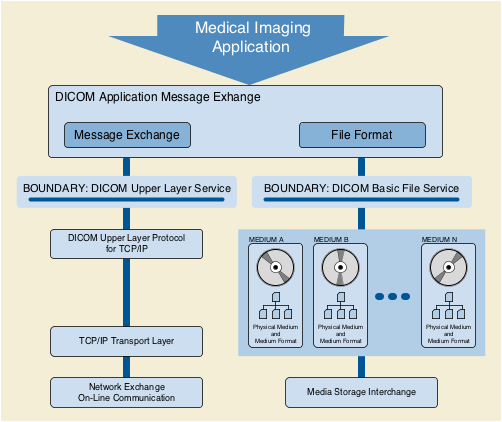 Medical Imaging
Application
DICOM Application Message Exhange
Message Exchange
File Format
BOUNDARY: DICOM Upper Layer Service
BOUNDARY: DICOM Basic File Service
DICOM Upper Layer Protocol
for TCP/IP
MEDIUM A
MEDIUM B
MEDIUM N
Physical Medium
and
Medium Format
Physical Medium
and
Medium Format
Physical Medium
and
Medium Format
TCP/IP Transport Layer
Network Exchange
On-Line Communication
Media Storage Interchange